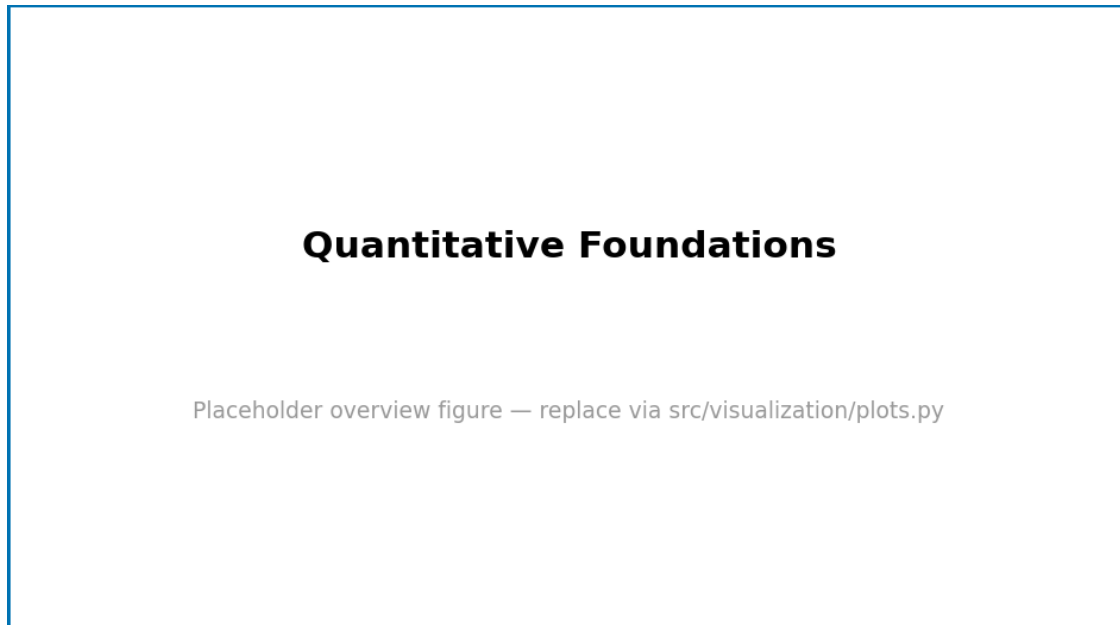 Quantitative Foundations
Placeholder overview figure — replace via src/visualization/plots.py